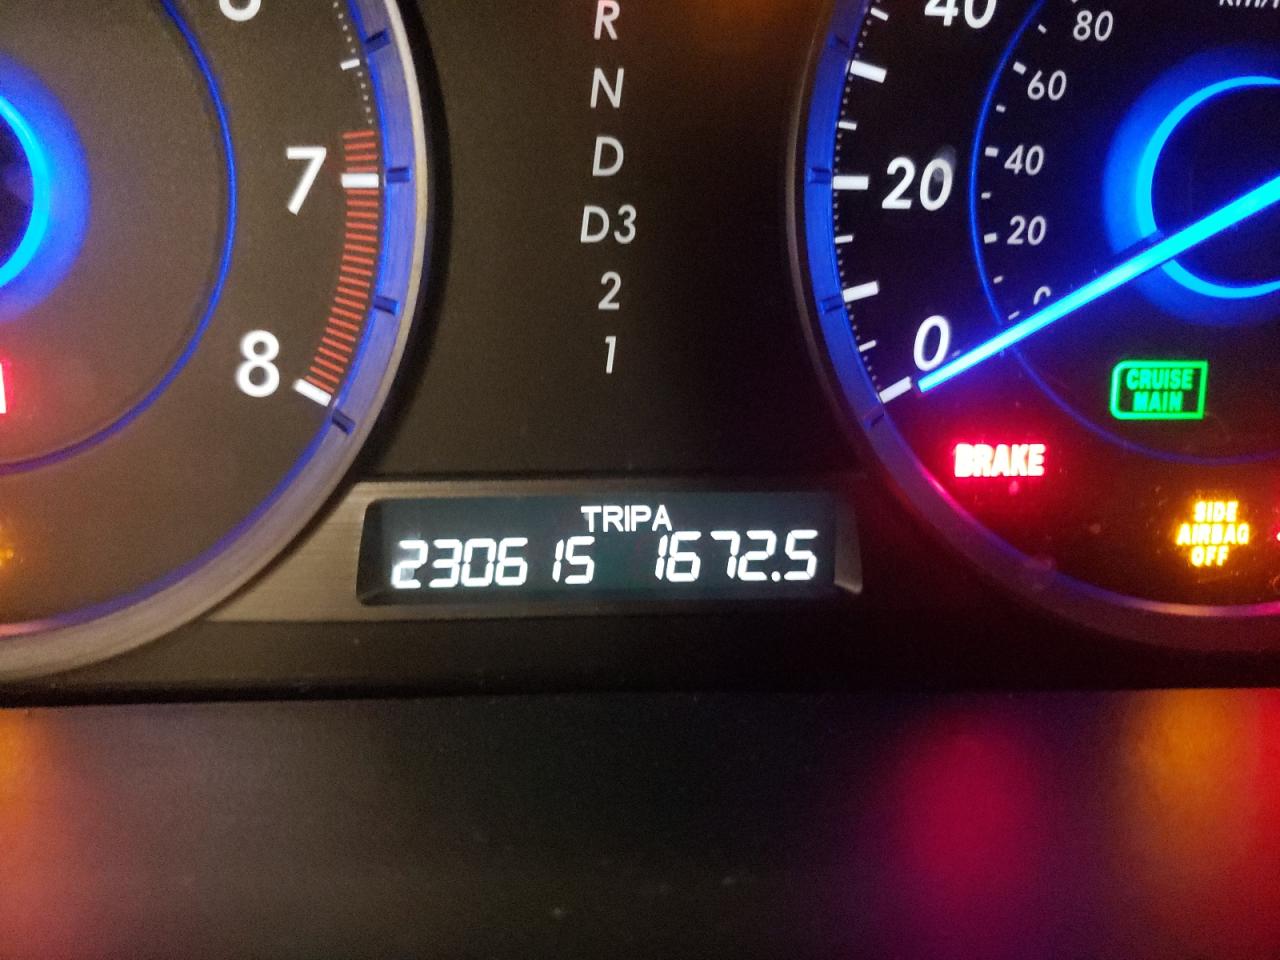 R
N
D
D3
2
1
7
8
40
20
0
80
60
40
20
CRUISE
MAIN
BRAKE
SIDE
AIRBAG
OFF
TRIP A
230615 1672.5